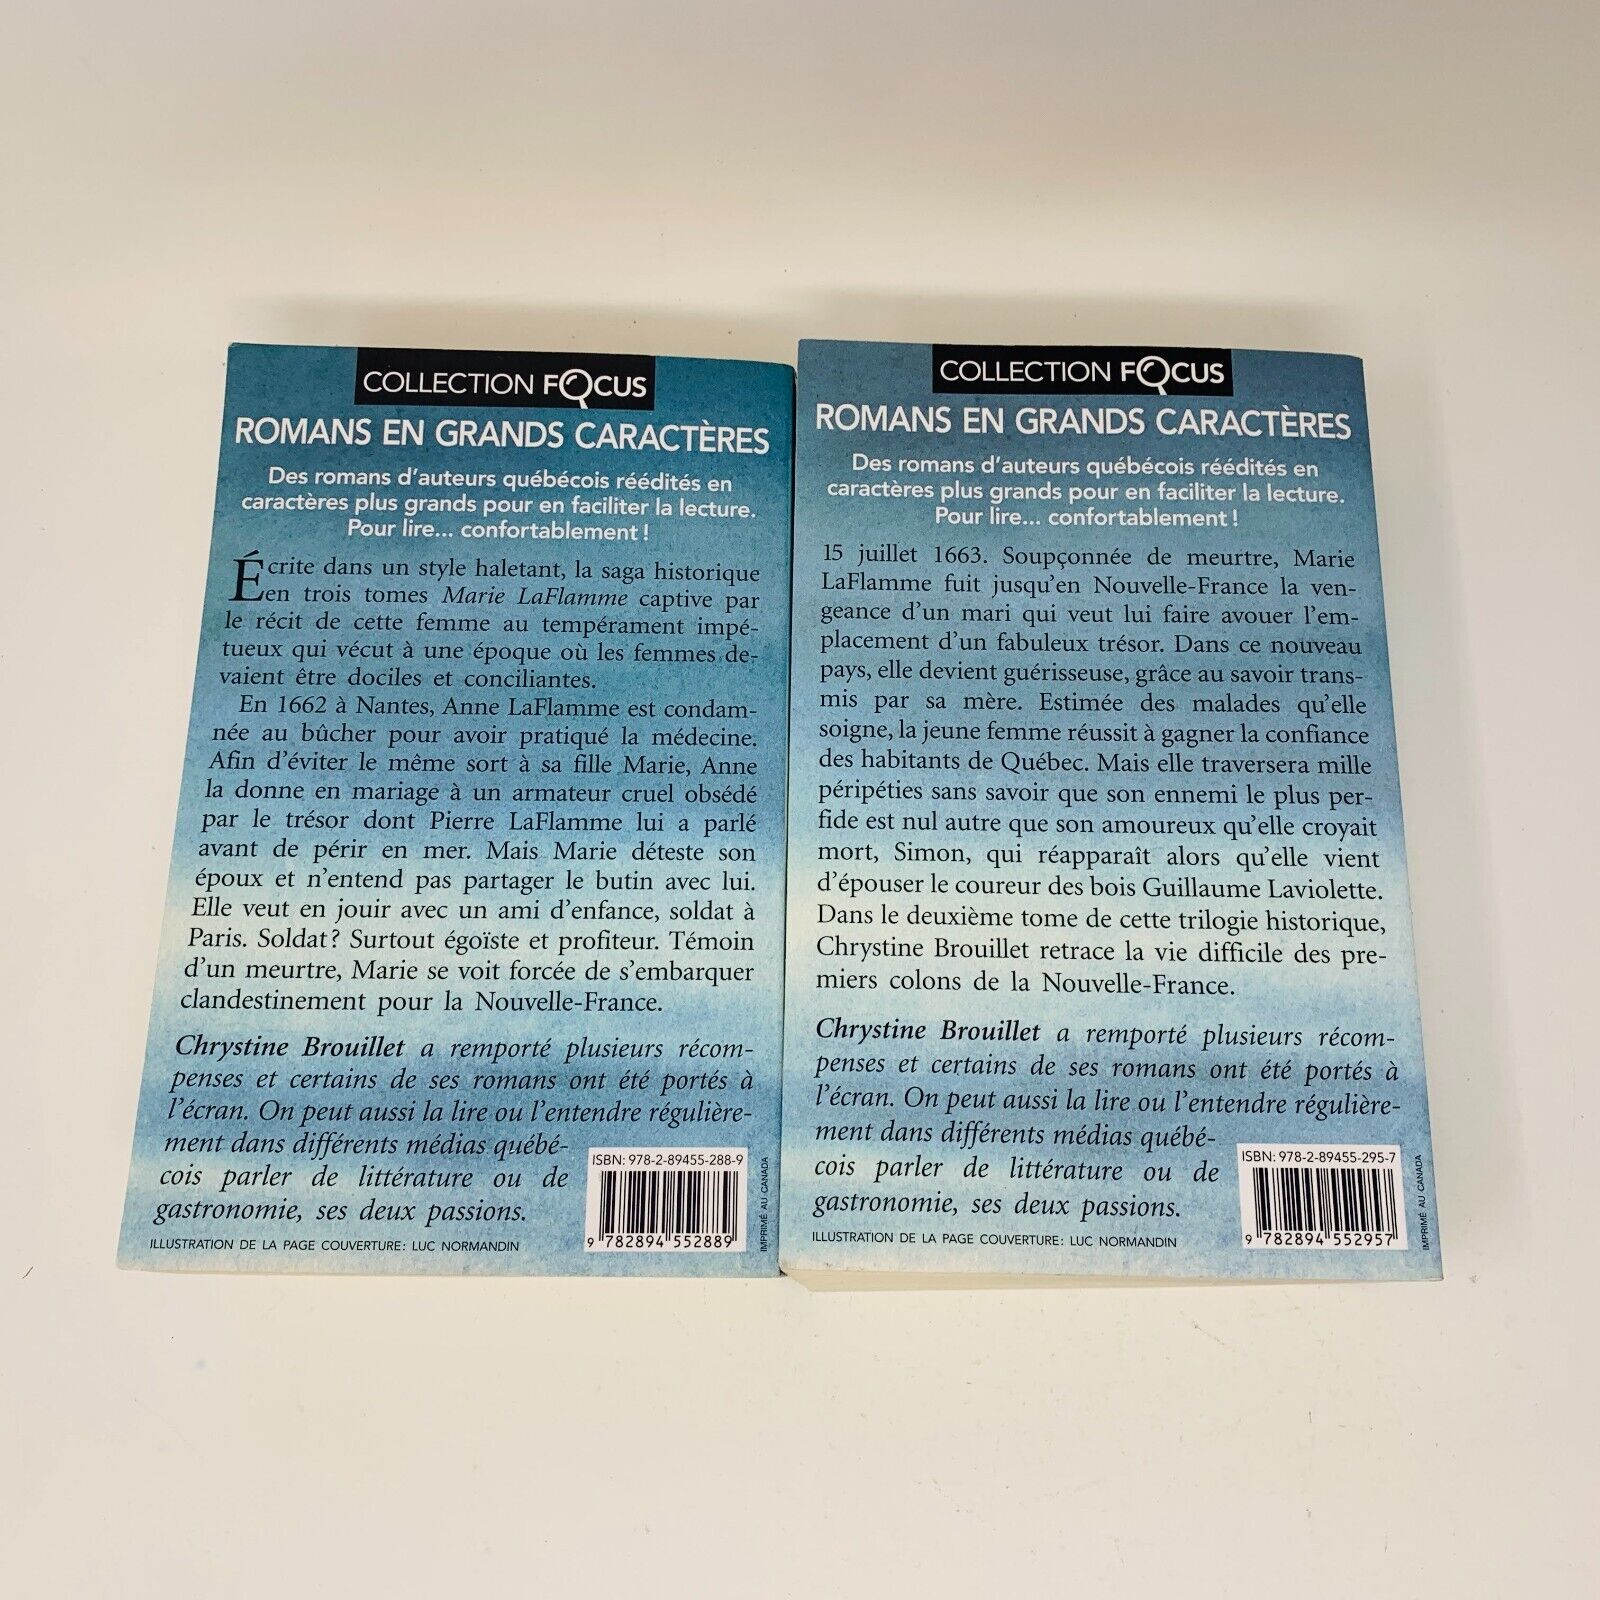 COLLECTION FOCUS
ROMANS EN GRANDS CARACTÈRES
Des romans d'auteurs québécois réédités en
caractères plus grands pour en faciliter la lecture.
Pour lire... confortablement !
Écrite dans un style haletant, la saga historique
en trois tomes Marie LaFlamme captive par
le récit de cette femme au tempérament impé-
tueux qui vécut à une époque où les femmes de-
vaient être dociles et conciliantes.
En 1662 à Nantes, Anne LaFlamme est condam-
née au bûcher pour avoir pratiqué la médecine.
Afin d'éviter le même sort à sa fille Marie, Anne
la donne en mariage à un armateur cruel obsédé
par le trésor dont Pierre LaFlamme lui a parlé
avant de périr en mer. Mais Marie déteste son
époux et n'entend pas partager le butin avec lui.
Elle veut en jouir avec un ami d'enfance, soldat à
Paris. Soldat ? Surtout égoïste et profiteur. Témoin
d'un meurtre, Marie se voit forcée de s'embarquer
clandestinement pour la Nouvelle-France.
Chrystine Brouillet a remporté plusieurs récom-
penses et certains de ses romans ont été portés à
l'écran. On peut aussi la lire ou l'entendre régulière-
ment dans différents médias québé-
cois parler de littérature ou de
gastronomie, ses deux passions.
ILLUSTRATION DE LA PAGE COUVERTURE : LUC NORMANDIN
ISBN: 978-2-89455-288-9
9 782894 552889
IMPRIMÉ AU CANADA
COLLECTION FOCUS
ROMANS EN GRANDS CARACTÈRES
Des romans d'auteurs québécois réédités en
caractères plus grands pour en faciliter la lecture.
Pour lire... confortablement !
15 juillet 1663. Soupçonnée de meurtre, Marie
LaFlamme fuit jusqu'en Nouvelle-France la ven-
geance d'un mari qui veut lui faire avouer l'em-
placement d'un fabuleux trésor. Dans ce nouveau
pays, elle devient guérisseuse, grâce au savoir trans-
mis par sa mère. Estimée des malades qu'elle
soigne, la jeune femme réussit à gagner la confiance
des habitants de Québec. Mais elle traversera mille
péripéties sans savoir que son ennemi le plus per-
fide est nul autre que son amoureux qu'elle croyait
mort, Simon, qui réapparaît alors qu'elle vient
d'épouser le coureur des bois Guillaume Laviolette.
Dans le deuxième tome de cette trilogie historique,
Chrystine Brouillet retrace la vie difficile des pre-
miers colons de la Nouvelle-France.
Chrystine Brouillet a remporté plusieurs récom-
penses et certains de ses romans ont été portés à
l'écran. On peut aussi la lire ou l'entendre régulière-
ment dans différents médias québé-
cois parler de littérature ou de
gastronomie, ses deux passions.
ILLUSTRATION DE LA PAGE COUVERTURE : LUC NORMANDIN
ISBN: 978-2-89455-295-7
9 782894 552957
IMPRIMÉ AU CANADA